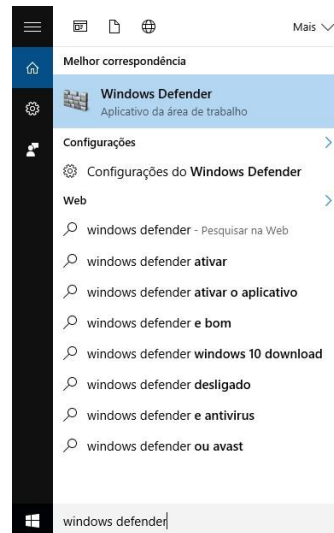 Mais
Melhor correspondência
Windows Defender
Aplicativo da área de trabalho
Configurações
Configurações do Windows Defender
Web
windows defender - Pesquisar na Web
windows defender ativar
windows defender ativar o aplicativo
windows defender e bom
windows defender windows 10 download
windows defender desligado
windows defender e antivirus
windows defender ou avast
windows defender